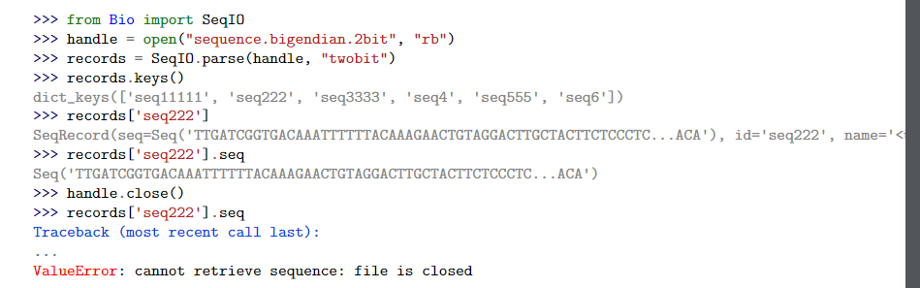 >>> from Bio import SeqIO
>>> handle = open("sequence.bigendian.2bit", "rb")
>>> records = SeqIO.parse(handle, "twobit")
>>> records.keys()
dict_keys(['seq11111', 'seq222', 'seq3333', 'seq4', 'seq555', 'seq6'])
>>> records['seq222']
SeqRecord(seq=Seq('TTGATCGGTGACAAATTTTTTACAAAGAACTGTAGGACTTGCTACTTCTCCCTC...ACA'), id='seq222', name='<
>>> records['seq222'].seq
Seq('TTGATCGGTGACAAATTTTTTACAAAGAACTGTAGGACTTGCTACTTCTCCCTC...ACA')
>>> handle.close()
>>> records['seq222'].seq
Traceback (most recent call last):
...
ValueError: cannot retrieve sequence: file is closed